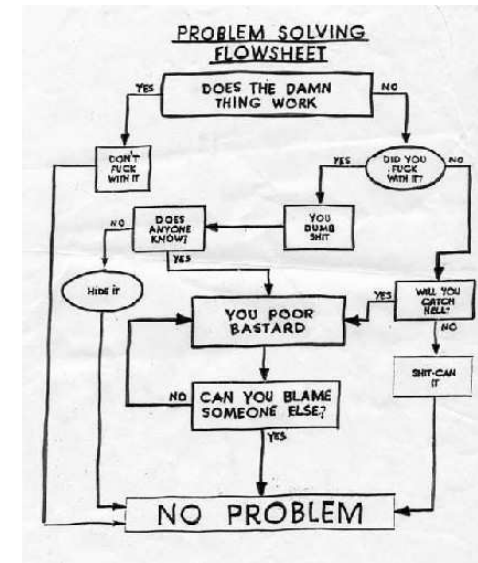 PROBLEM SOLVING
FLOWSHEET
DOES THE DAMN
THING WORK
YES
NO
DON'T
FUCK
WITH IT
DID YOU
FUCK
WITH IT?
YES
NO
YOU
DUMB
SHIT
DOES
ANYONE
KNOW?
NO
YES
HIDE IT
WILL YOU
CATCH
HELL?
YES
NO
YOU POOR
BASTARD
SHIT-CAN
IT
CAN YOU BLAME
SOMEONE ELSE?
NO
YES
NO PROBLEM